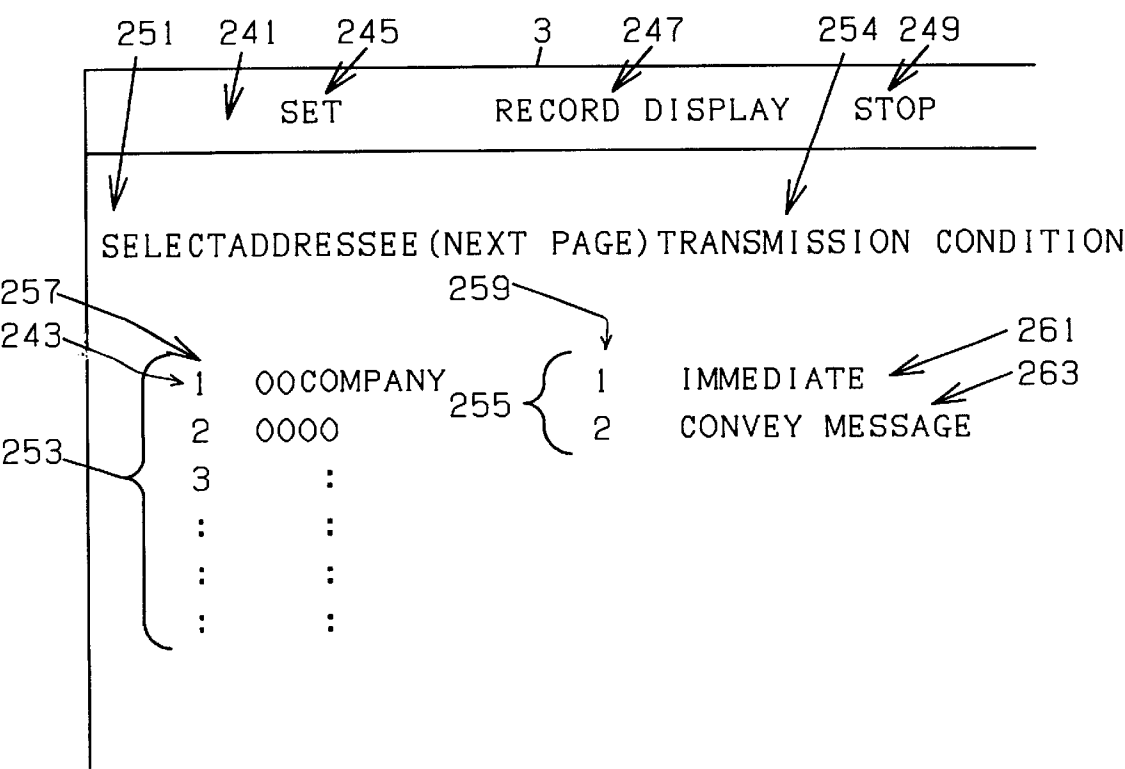 251 241 245 3 247 254 249
SET RECORD DISPLAY STOP
SELECTADDRESSEE(NEXT PAGE)TRANSMISSION CONDITION
257 259
243 261
1 OOCOMPANY 1 IMMEDIATE 263
255
2 OOOO 2 CONVEY MESSAGE
253
3 :
: :
: :
: :